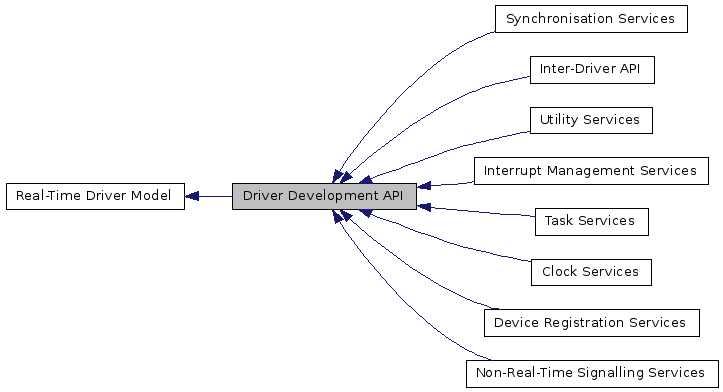 Synchronisation Services
Inter-Driver API
Utility Services
Interrupt Management Services
Real-Time Driver Model
Driver Development API
Task Services
Clock Services
Device Registration Services
Non-Real-Time Signalling Services